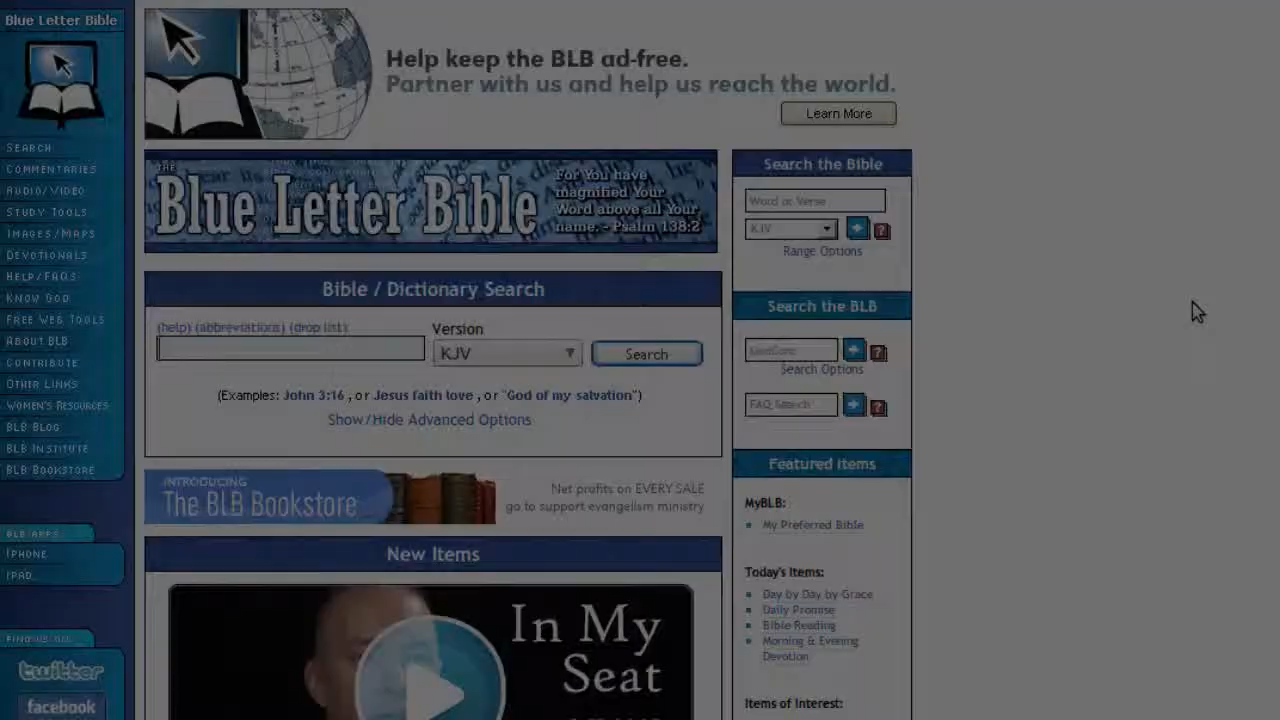 Blue Letter Bible
SEARCH
COMMENTARIES
AUDIO/VIDEO
STUDY TOOLS
IMAGES/MAPS
DEVOTIONALS
HELP/FAQS
KNOW GOD
FREE WEB TOOLS
ABOUT BLB
CONTRIBUTE
OTHER LINKS
WOMEN'S RESOURCES
BLB BLOG
BLB INSTITUTE
BLB BOOKSTORE
BLB APPS
IPHONE
IPAD
twitter
facebook
Help keep the BLB ad-free.
Partner with us and help us reach the world.
Learn More
THE
Blue Letter Bible
For You have
magnified Your
Word above all Your
name. - Psalm 138:2
Bible / Dictionary Search
(help) (abbreviations) (drop list)
Version
KJV
Search
(Examples: John 3:16 , or Jesus faith love , or "God of my salvation")
Show/Hide Advanced Options
INTRODUCING
The BLB Bookstore
Net profits on EVERY SALE
go to support evangelism ministry
New Items
In My
Seat
Search the Bible
Word or Verse
KJV
Range Options
Search the BLB
Search Options
FAQ Search
Featured Items
MyBLB:
My Preferred Bible
Today's Items:
Day by Day by Grace
Daily Promise
Bible Reading
Morning & Evening
Devotion
Items of Interest: